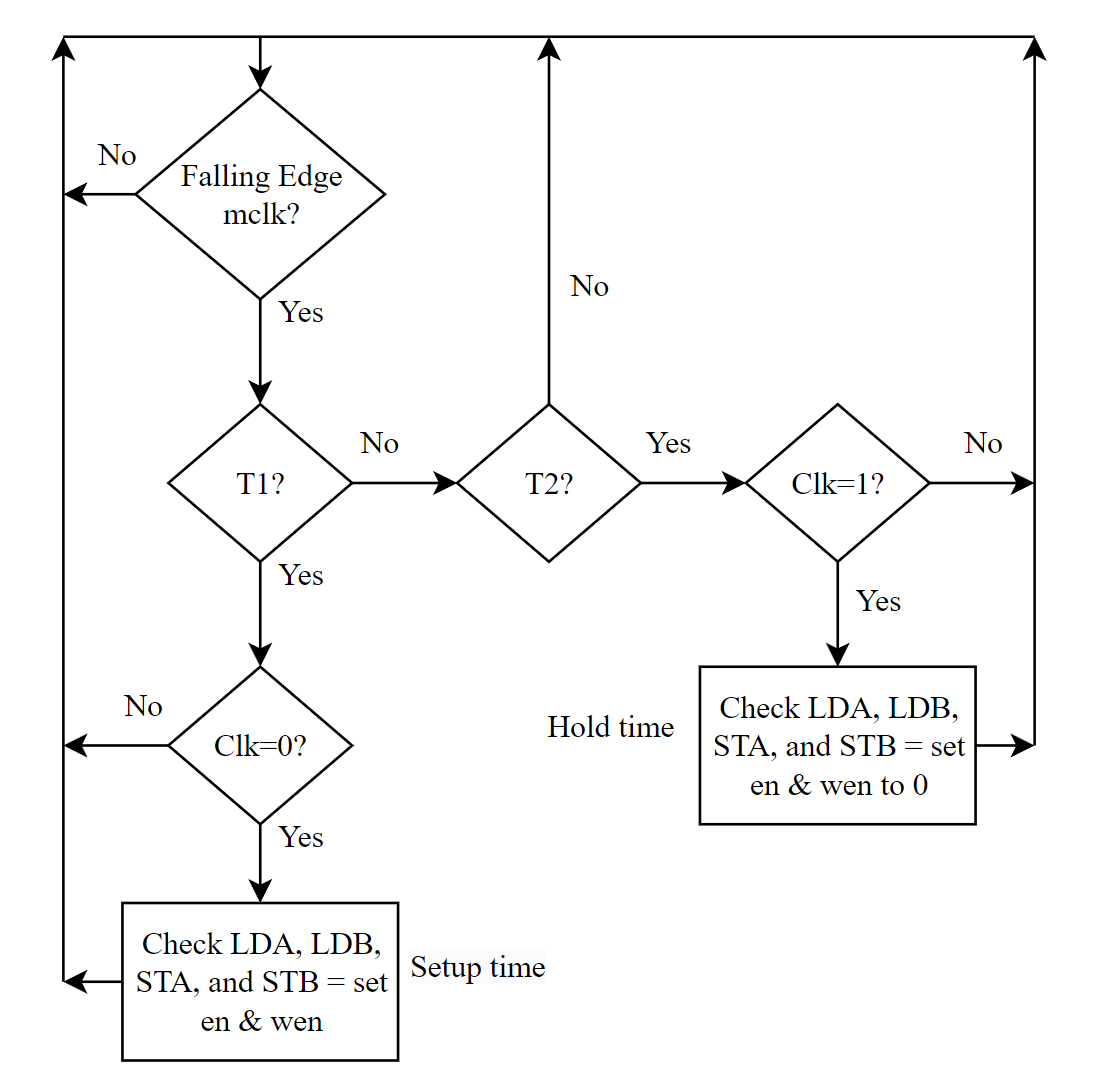 No
Falling Edge
mclk?
Yes
No
T1?
No
T2?
Yes
Clk=1?
No
Yes
Yes
No
Clk=0?
Yes
Hold time
Check LDA, LDB,
STA, and STB = set
en & wen to 0
Check LDA, LDB,
STA, and STB = set
en & wen
Setup time